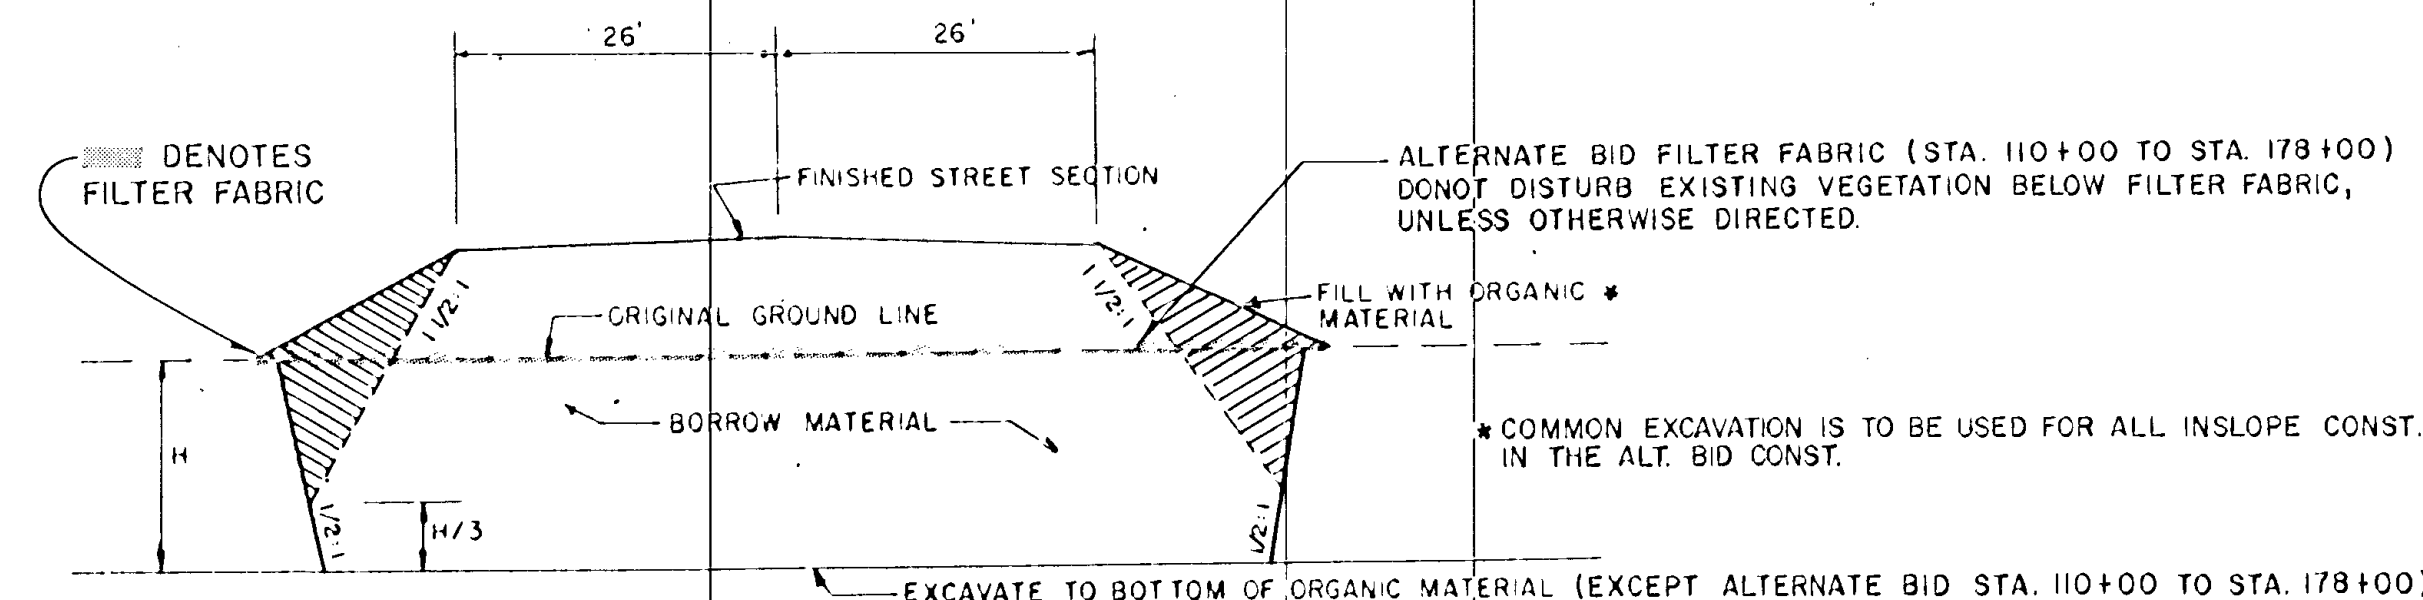 26'
26'
DENOTES
FILTER FABRIC
FINISHED STREET SECTION
ALTERNATE BID FILTER FABRIC (STA. 110+00 TO STA. 178+00)
DONOT DISTURB EXISTING VEGETATION BELOW FILTER FABRIC,
UNLESS OTHERWISE DIRECTED.
1 1/2:1
1 1/2:1
FILL WITH ORGANIC *
MATERIAL
ORIGINAL GROUND LINE
BORROW MATERIAL
* COMMON EXCAVATION IS TO BE USED FOR ALL INSLOPE CONST.
IN THE ALT. BID CONST.
H
H/3
1/2:1
1/2:1
EXCAVATE TO BOTTOM OF ORGANIC MATERIAL (EXCEPT ALTERNATE BID STA. 110+00 TO STA. 178+00)